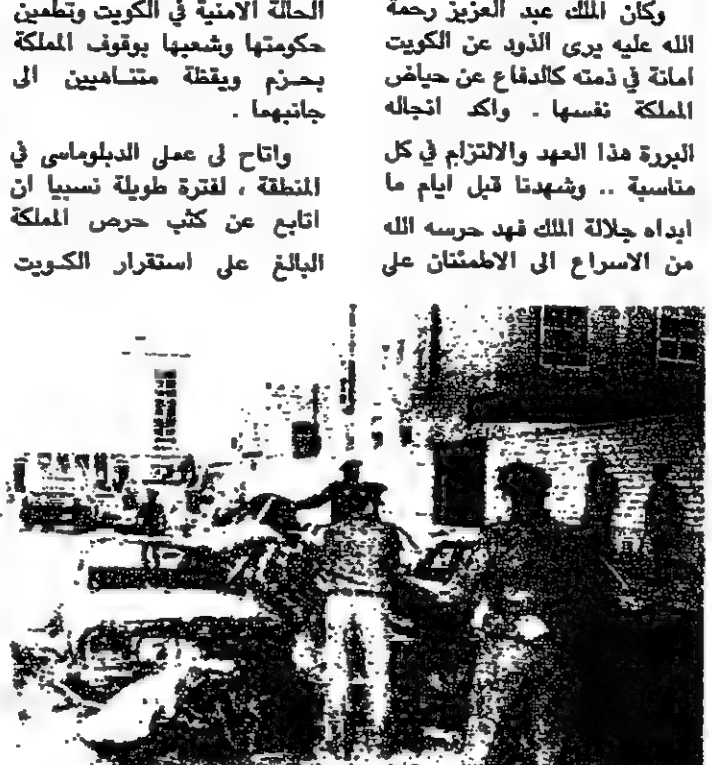 وكان الملك عبد العزيز رحمة
الله عليه يرى الذود عن الكويت
امانة في ذمته كالدفاع عن حياض
المملكة نفسها . واكد انجاله
البررة هذا العهد والالتزام في كل
مناسبة .. وشهدنا قبل ايام ما
ابداه جلالة الملك فهد حرسه الله
من الاسراع الى الاطمئنان على
الحالة الامنية في الكويت وتطمين
حكومتها وشعبها بوقوف المملكة
بحزم ويقظة متناهيين الى
جانبهما .
واتاح لى عملى الدبلوماسى في
المنطقة ، لفترة طويلة نسبيا ان
اتابع عن كثب حرص المملكة
البالغ على استقرار الكويت